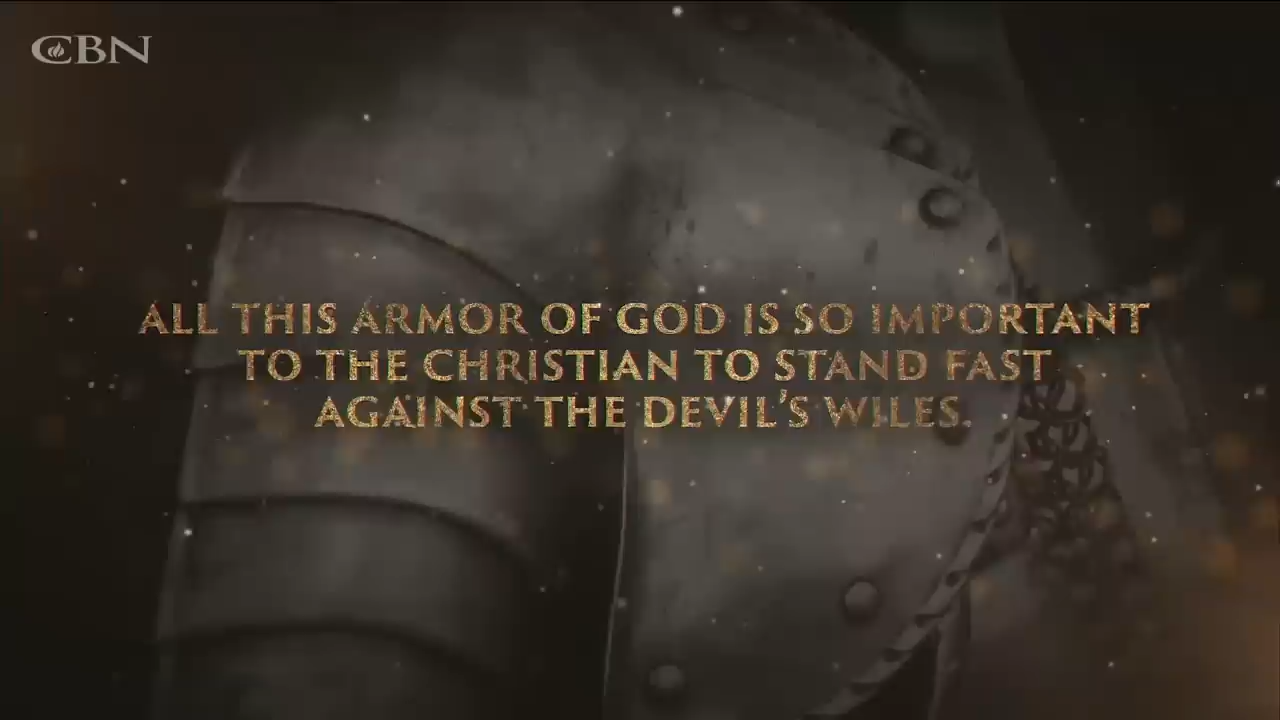 CBN
ALL THIS ARMOR OF GOD IS SO IMPORTANT
TO THE CHRISTIAN TO STAND FAST
AGAINST THE DEVIL'S WILES.